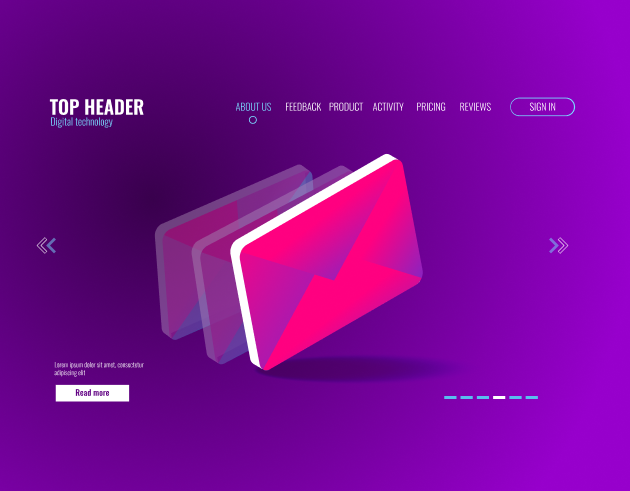 TOP HEADER
Digital technology
ABOUT US FEEDBACK PRODUCT ACTIVITY PRICING REVIEWS SIGN IN
Lorem ipsum doler sit amet, consectetur
adipiscing elit
Read more